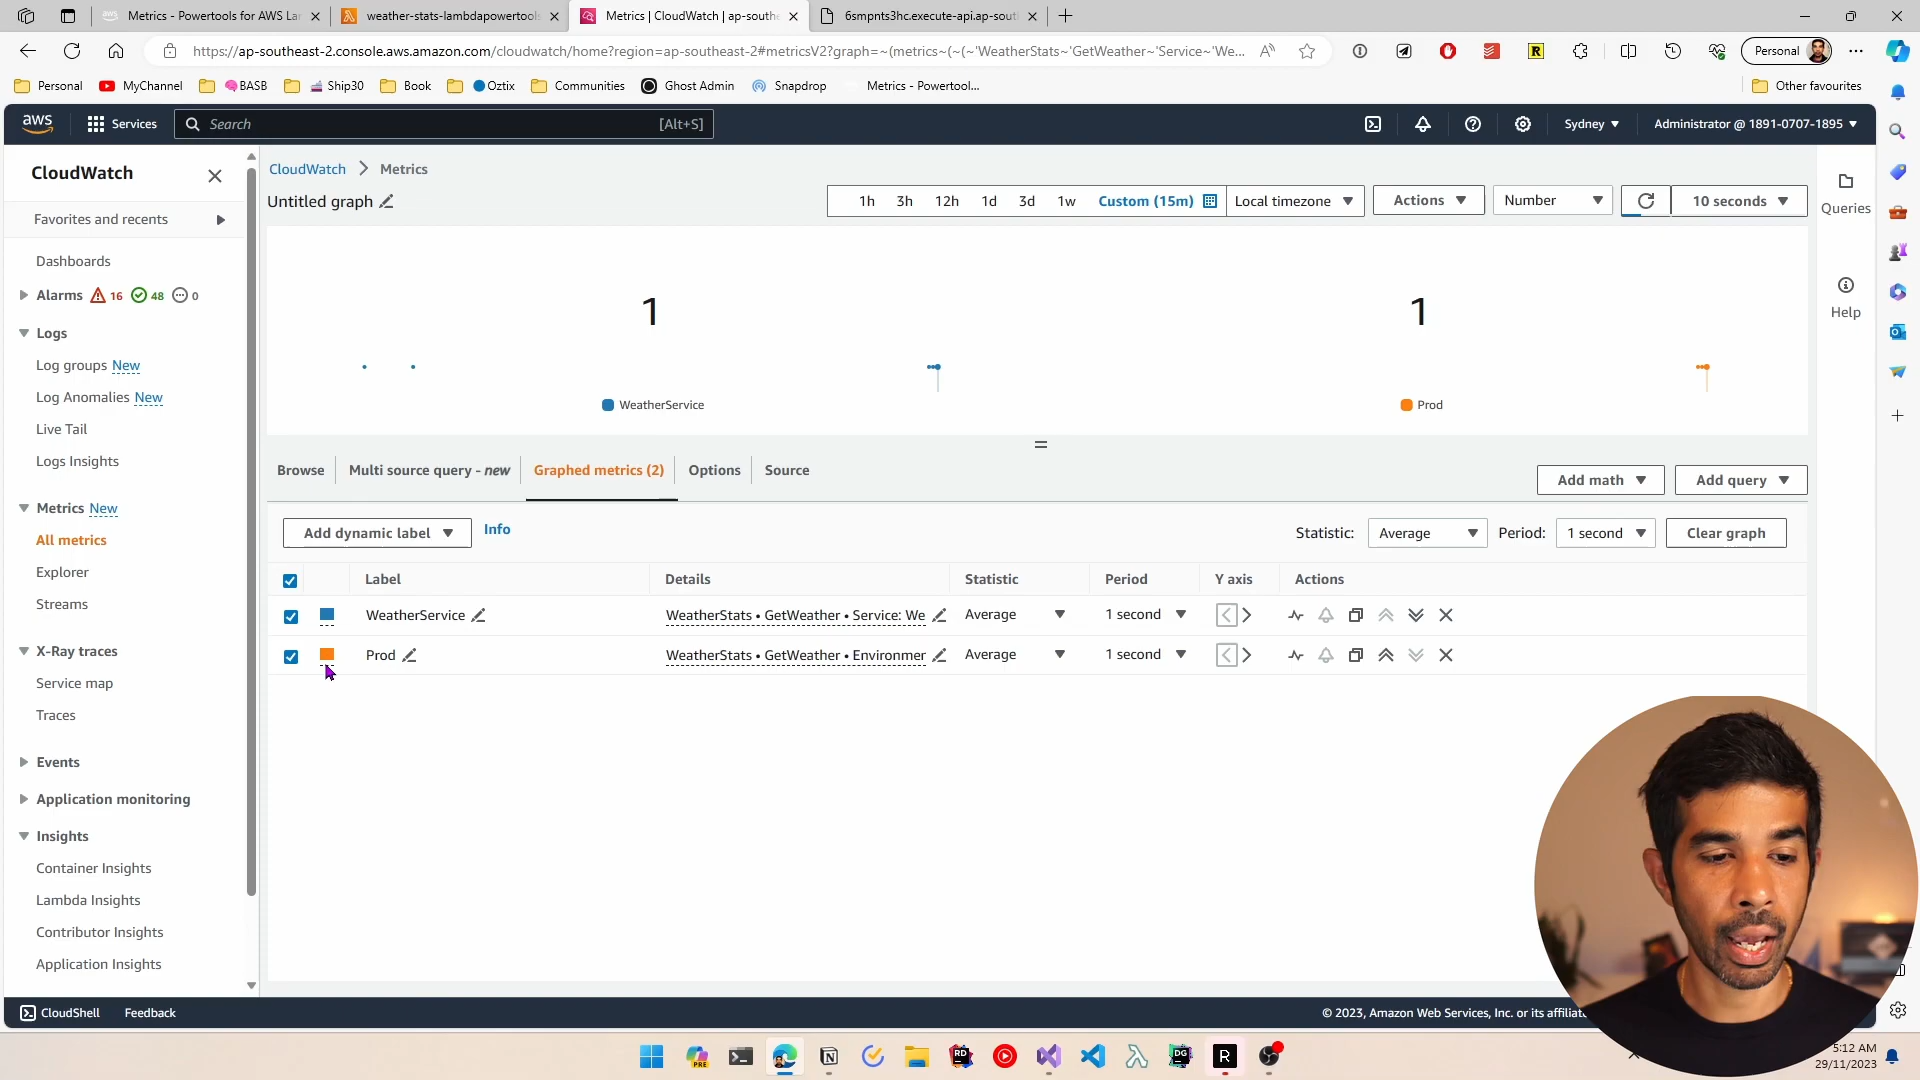 Metrics - Powertools for AWS La
weather-stats-lambdapowertools
Metrics | CloudWatch | ap-southe
6smpnts3hc.execute-api.ap-sout
https://ap-southeast-2.console.aws.amazon.com/cloudwatch/home?region=ap-southeast-2#metricsV2?graph=~(metrics~(~(~'WeatherStats~'GetWeather~'Service~'We...
Personal
Personal
MyChannel
BASB
Ship30
Book
Oztix
Communities
Ghost Admin
Snapdrop
Metrics - Powertool...
Other favourites
aws
Services
Search
[Alt+S]
Sydney
Administrator @ 1891-0707-1895
CloudWatch
Favorites and recents
Dashboards
Alarms 16 48 0
Logs
Log groups New
Log Anomalies New
Live Tail
Logs Insights
Metrics New
All metrics
Explorer
Streams
X-Ray traces
Service map
Traces
Events
Application monitoring
Insights
Container Insights
Lambda Insights
Contributor Insights
Application Insights
CloudWatch
Metrics
Untitled graph
1h 3h 12h 1d 3d 1w Custom (15m)
Local timezone
Actions
Number
10 seconds
Queries
Help
1
1
WeatherService
Prod
Browse
Multi source query - new
Graphed metrics (2)
Options
Source
Add math
Add query
Add dynamic label
Info
Statistic: Average
Period: 1 second
Clear graph
Label Details Statistic Period Y axis Actions
WeatherService WeatherStats • GetWeather • Service: We Average 1 second
Prod WeatherStats • GetWeather • Environmer Average 1 second
CloudShell
Feedback
© 2023, Amazon Web Services, Inc. or its affiliate
PRE
RD
DG
R
5:12 AM
29/11/2023